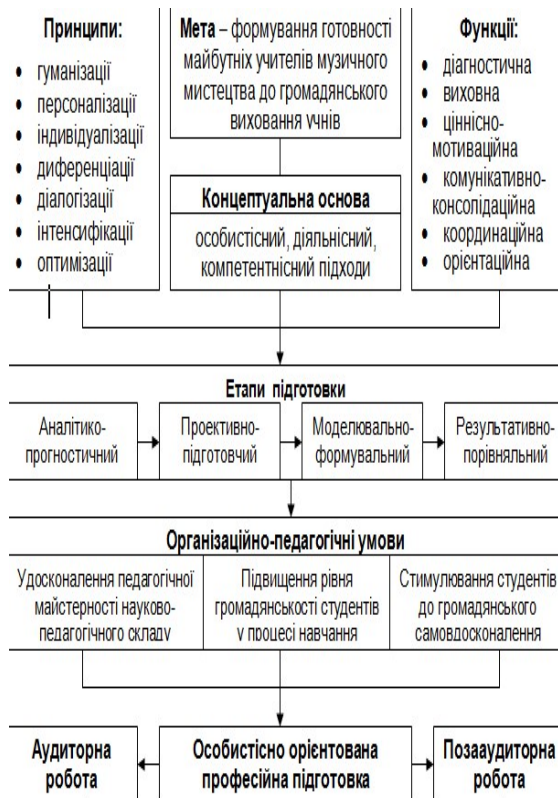 Принципи:
• гуманізації
• персоналізації
• індивідуалізації
• диференціації
• діалогізації
• інтенсифікації
• оптимізації
Мета – формування готовності
майбутніх учителів музичного
мистецтва до громадянського
виховання учнів
Концептуальна основа
особистісний, діяльнісний,
компетентнісний підходи
Функції:
• діагностична
• виховна
• ціннісно-
мотиваційна
• комунікативно-
консолідаційна
• координаційна
• орієнтаційна
Етапи підготовки
Аналітико-
прогностичний
Проективно-
підготовчий
Моделювально-
формувальний
Результативно-
порівняльний
Організаційно-педагогічні умови
Удосконалення педагогічної
майстерності науково-
педагогічного складу
Підвищення рівня
громадянськості студентів
у процесі навчання
Стимулювання студентів
до громадянського
самовдосконалення
Аудиторна
робота
Особистісно орієнтована
професійна підготовка
Позааудиторна
робота